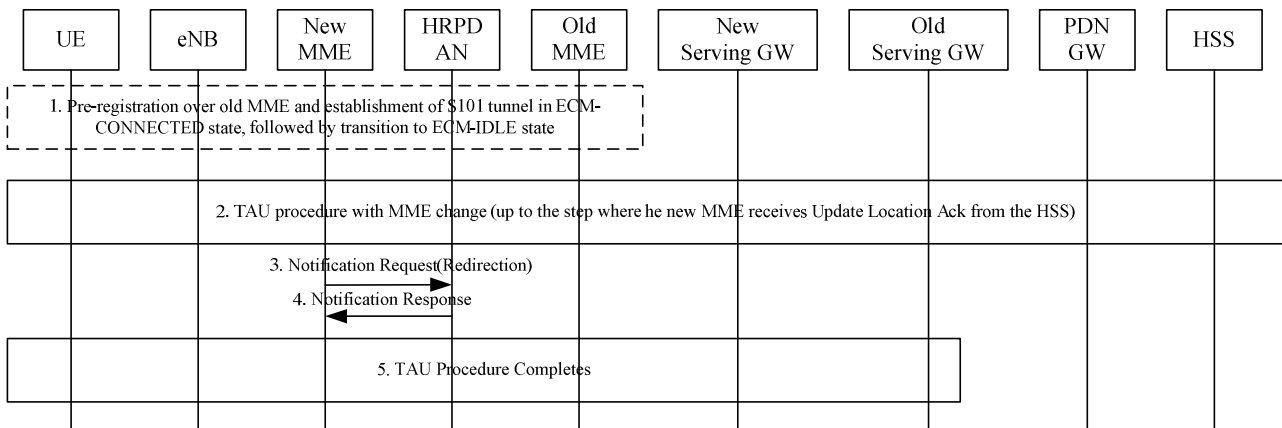 UE
eNB
New
MME
HRPD
AN
Old
MME
New
Serving GW
Old
Serving GW
PDN
GW
HSS
1. Pre-registration over old MME and establishment of S101 tunnel in ECM-
CONNECTED state, followed by transition to ECM-IDLE state
2. TAU procedure with MME change (up to the step where he new MME receives Update Location Ack from the HSS)
3. Notification Request(Redirection)
4. Notification Response
5. TAU Procedure Completes